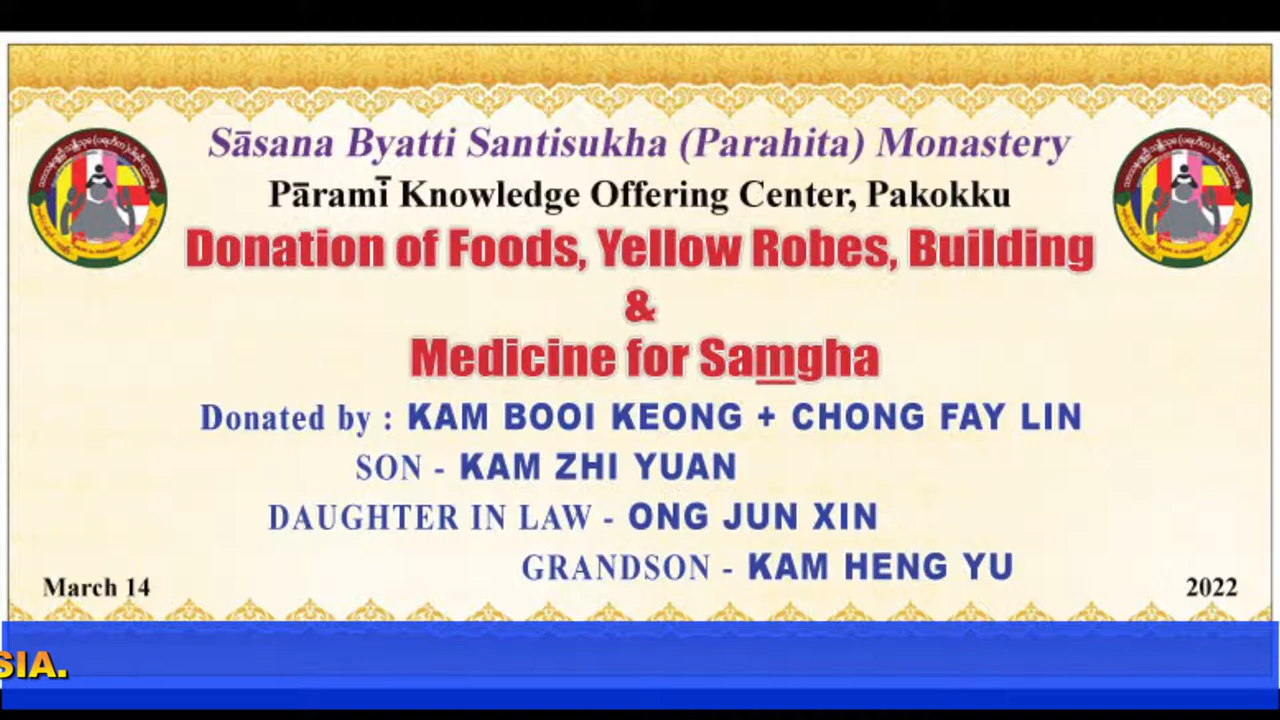 Sāsana Byatti Santisukha (Parahita) Monastery
Pāramī Knowledge Offering Center, Pakokku
Donation of Foods, Yellow Robes, Building
&
Medicine for Samgha
Donated by : KAM BOOI KEONG + CHONG FAY LIN
SON - KAM ZHI YUAN
DAUGHTER IN LAW - ONG JUN XIN
GRANDSON - KAM HENG YU
March 14
2022
SIA.